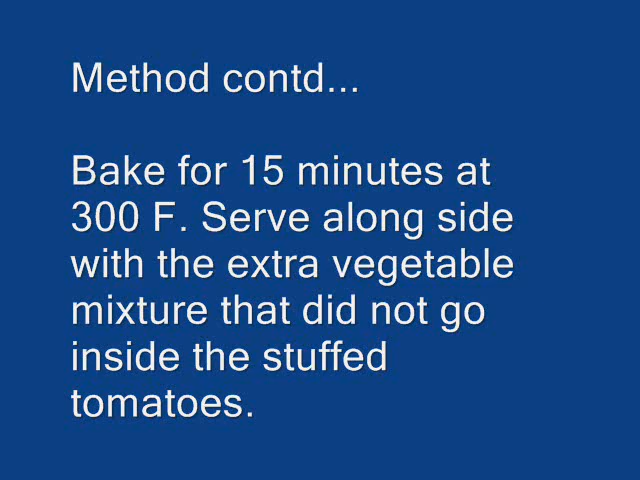 Method contd...
Bake for 15 minutes at
300 F. Serve along side
with the extra vegetable
mixture that did not go
inside the stuffed
tomatoes.